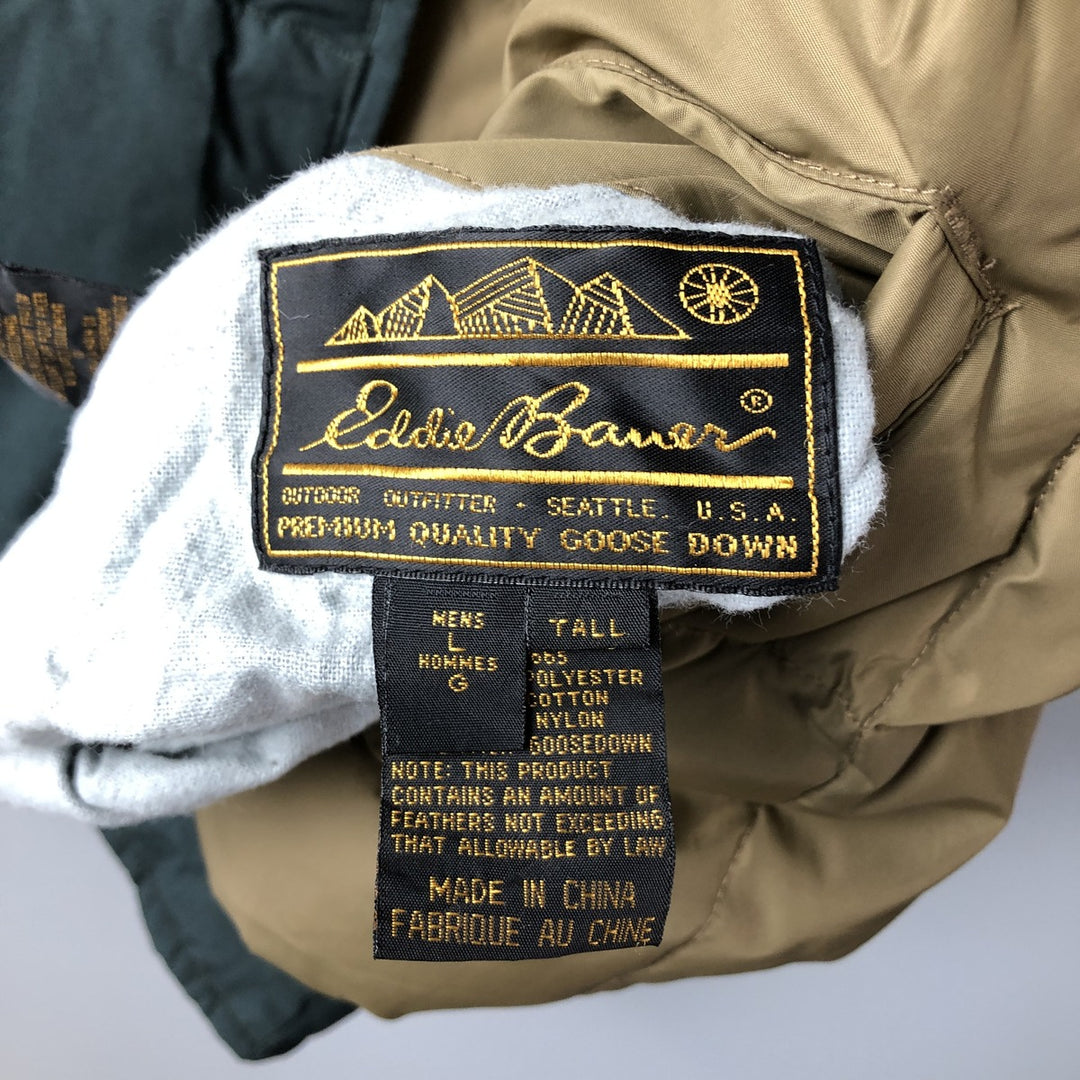 Eddie Bauer ®
OUTDOOR OUTFITTER · SEATTLE. U.S.A.
PREMIUM QUALITY GOOSE DOWN
MENS
L
HOMMES
G
TALL
POLYESTER
COTTON
NYLON
GOOSEDOWN
NOTE: THIS PRODUCT
CONTAINS AN AMOUNT OF
FEATHERS NOT EXCEEDING
THAT ALLOWABLE BY LAW
MADE IN CHINA
FABRIQUE AU CHINE